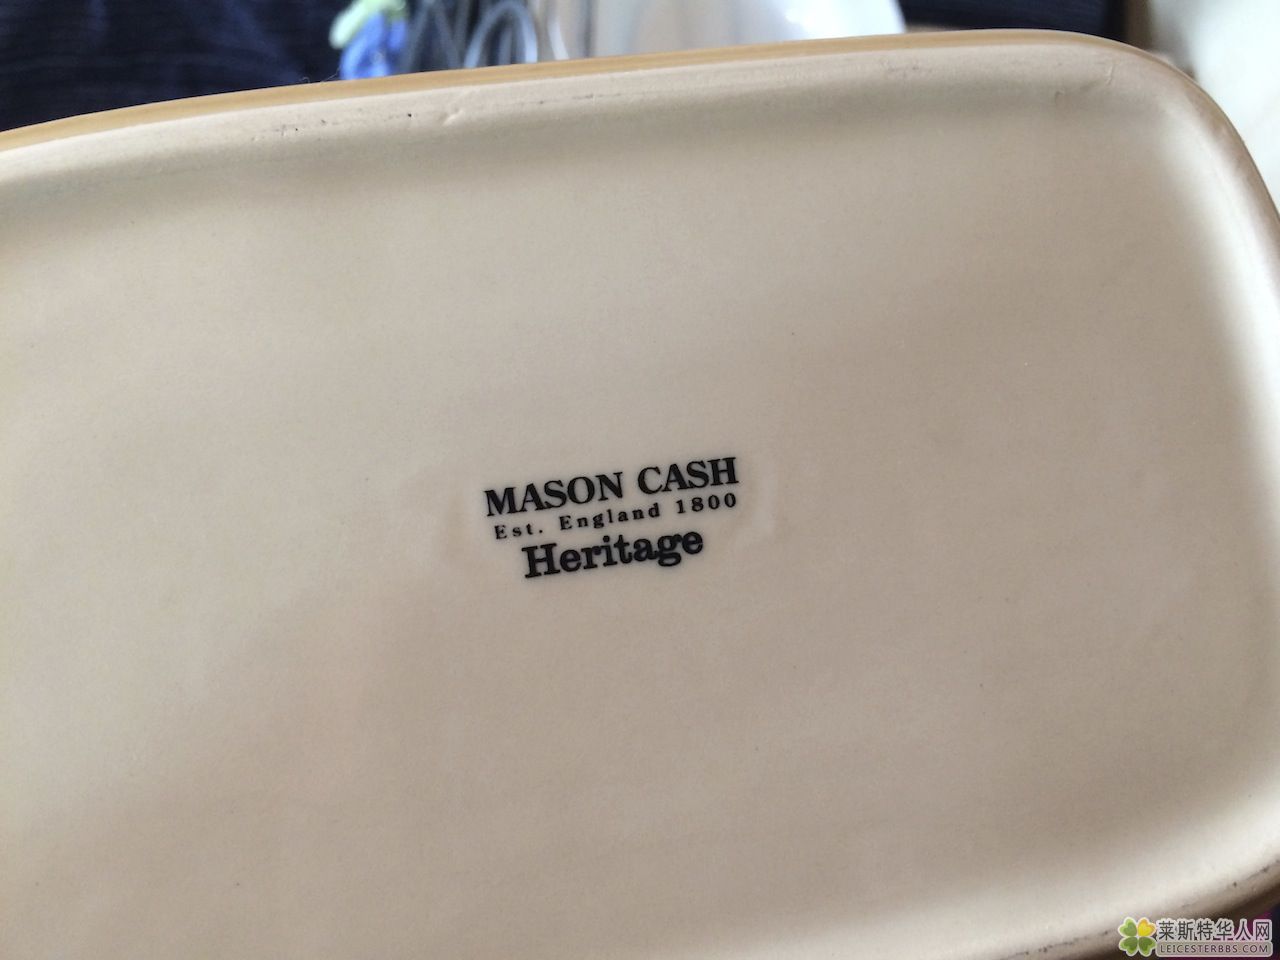 MASON CASH
Est. England 1800
Heritage
莱斯特华人网
LEICESTERBBS.COM